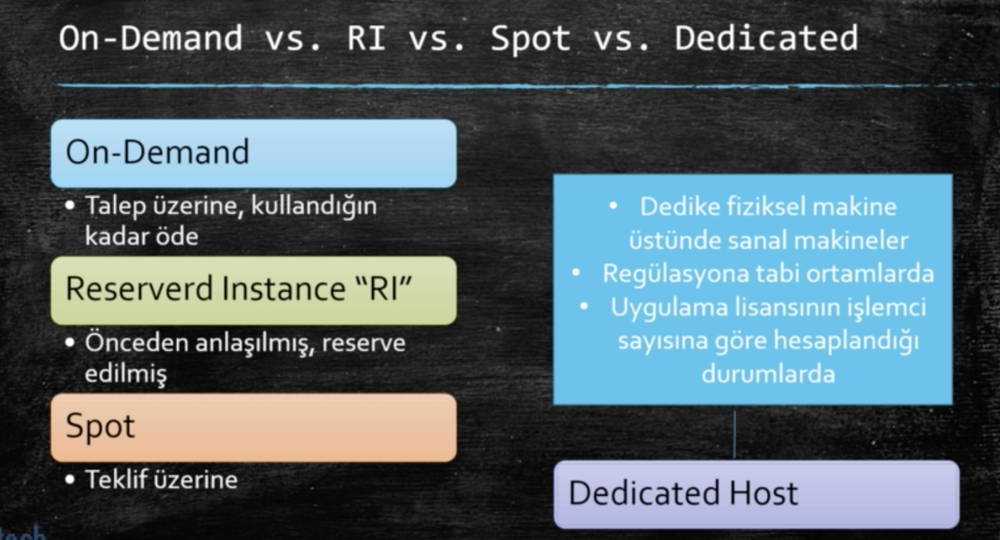 On-Demand vs. RI vs. Spot vs. Dedicated
On-Demand
• Talep üzerine, kullandığın
kadar öde
Reserverd Instance “RI”
• Önceden anlaşılmış, reserve
edilmiş
Spot
• Teklif üzerine
• Dedike fiziksel makine
üstünde sanal makineler
• Regülasyona tabi ortamlarda
• Uygulama lisansının işlemci
sayısına göre hesaplandığı
durumlarda
Dedicated Host